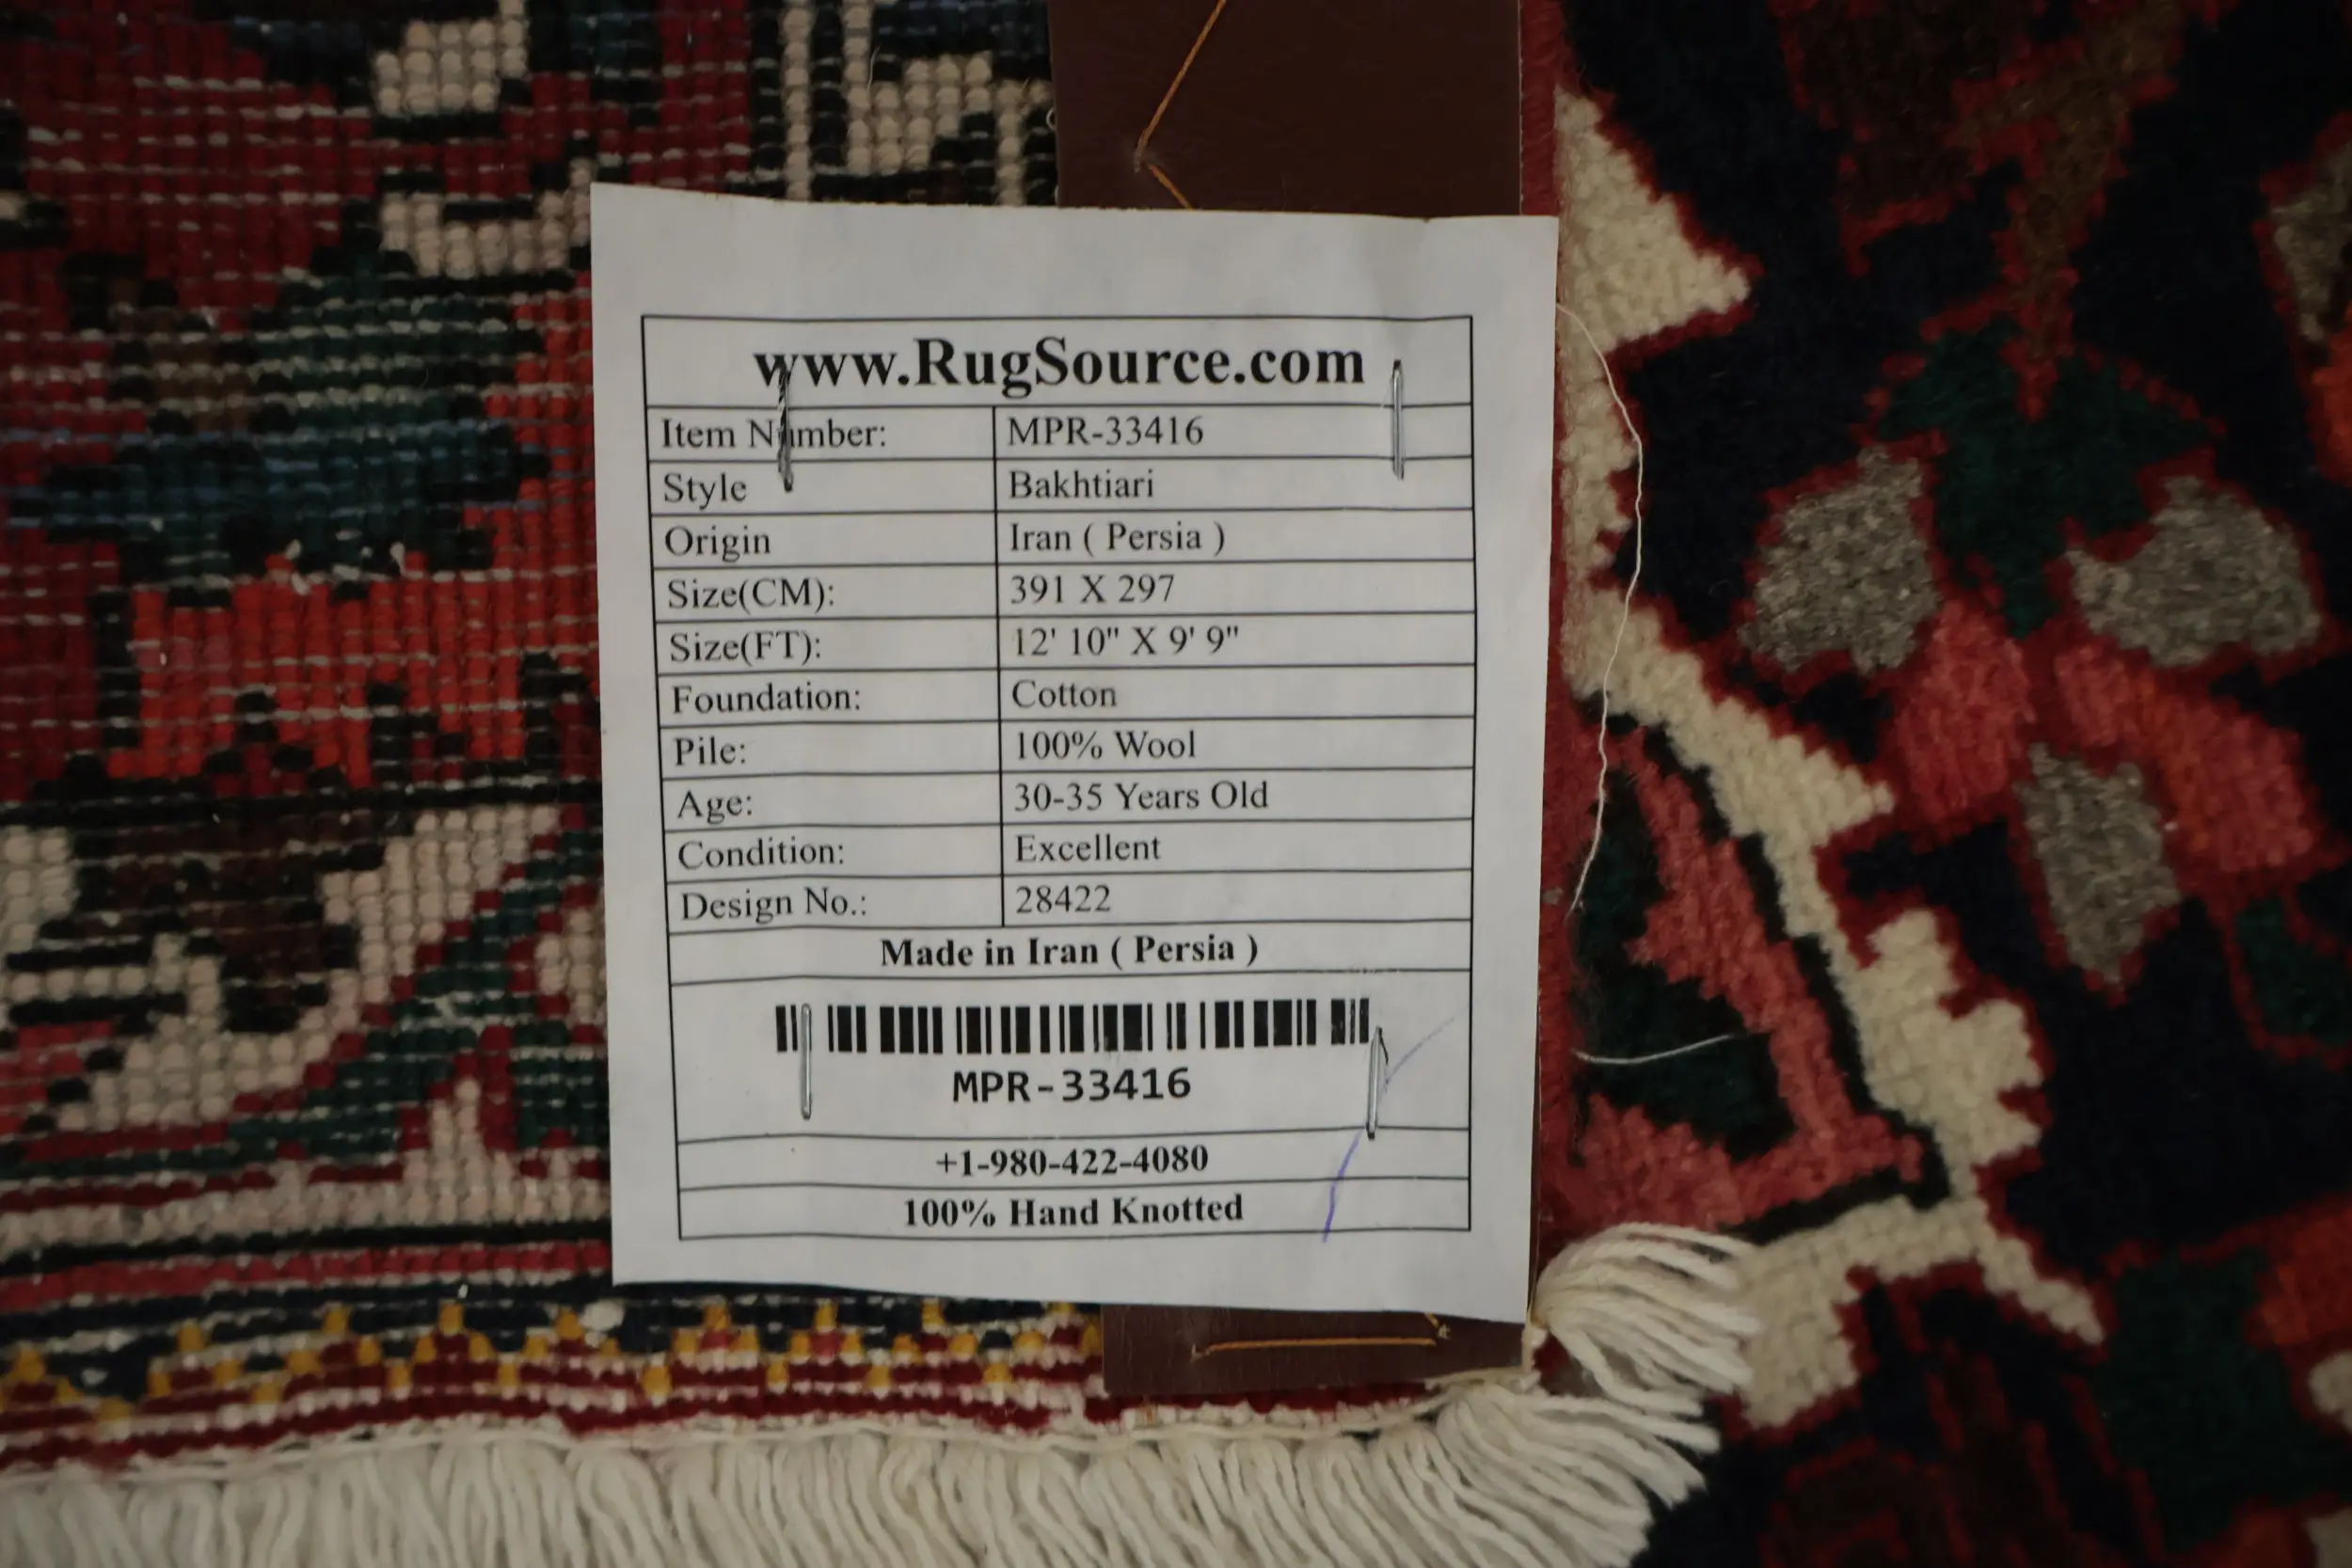 www.RugSource.com
Item Number: MPR-33416
Style Bakhtiari
Origin Iran ( Persia )
Size(CM): 391 X 297
Size(FT): 12' 10" X 9' 9"
Foundation: Cotton
Pile: 100% Wool
Age: 30-35 Years Old
Condition: Excellent
Design No.: 28422
Made in Iran ( Persia )
MPR-33416
+1-980-422-4080
100% Hand Knotted